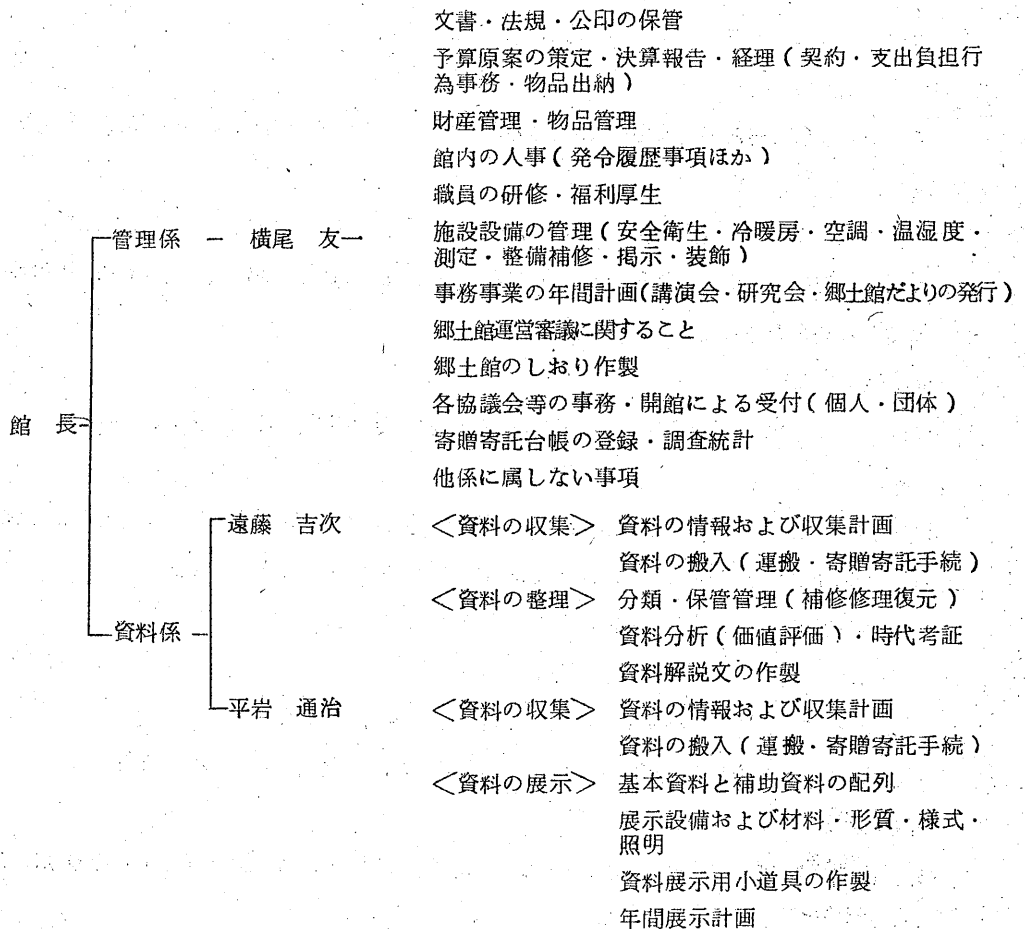 文書・法規・公印の保管
予算原案の策定・決算報告・経理(契約・支出負担行
為事務・物品出納)
財産管理・物品管理
館内の人事(発令履歴事項ほか)
職員の研修・福利厚生
管理係 ー 横尾 友一
施設設備の管理(安全衛生・冷暖房・空調・温湿度・
測定・整備補修・掲示・装飾)
事務事業の年間計画(講演会・研究会・郷土館だよりの発行)
郷土館運営審議に関すること
郷土館のしおり作製
各協議会等の事務・開館による受付(個人・団体)
館 長
寄贈寄託台帳の登録・調査統計
他係に属しない事項
遠藤 吉次 <資料の収集> 資料の情報および収集計画
資料の搬入(運搬・寄贈寄託手続)
<資料の整理> 分類・保管管理(補修修理復元)
資料係
資料分析(価値評価)・時代考証
資料解説文の作製
平岩 通治 <資料の収集> 資料の情報および収集計画
資料の搬入(運搬・寄贈寄託手続)
<資料の展示> 基本資料と補助資料の配列
展示設備および材料・形質・様式・
照明
資料展示用小道具の作製
年間展示計画